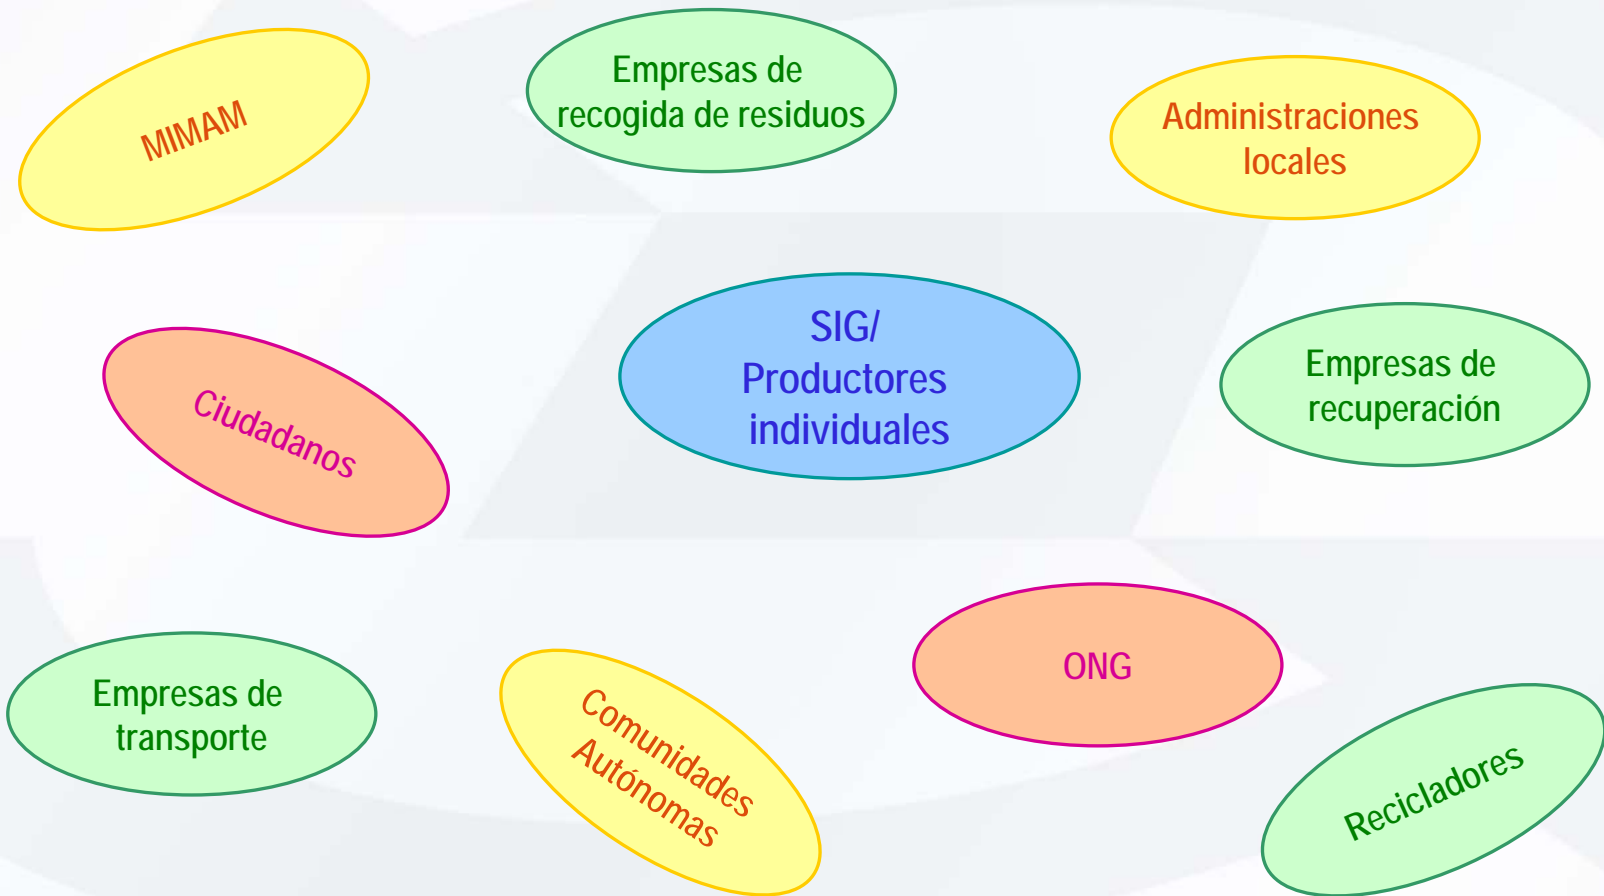 MIMAM
Empresas de
recogida de residuos
Administraciones
locales
SIG/
Productores
individuales
Ciudadanos
Empresas de
recuperación
Empresas de
transporte
Comunidades
Autónomas
ONG
Recicladores